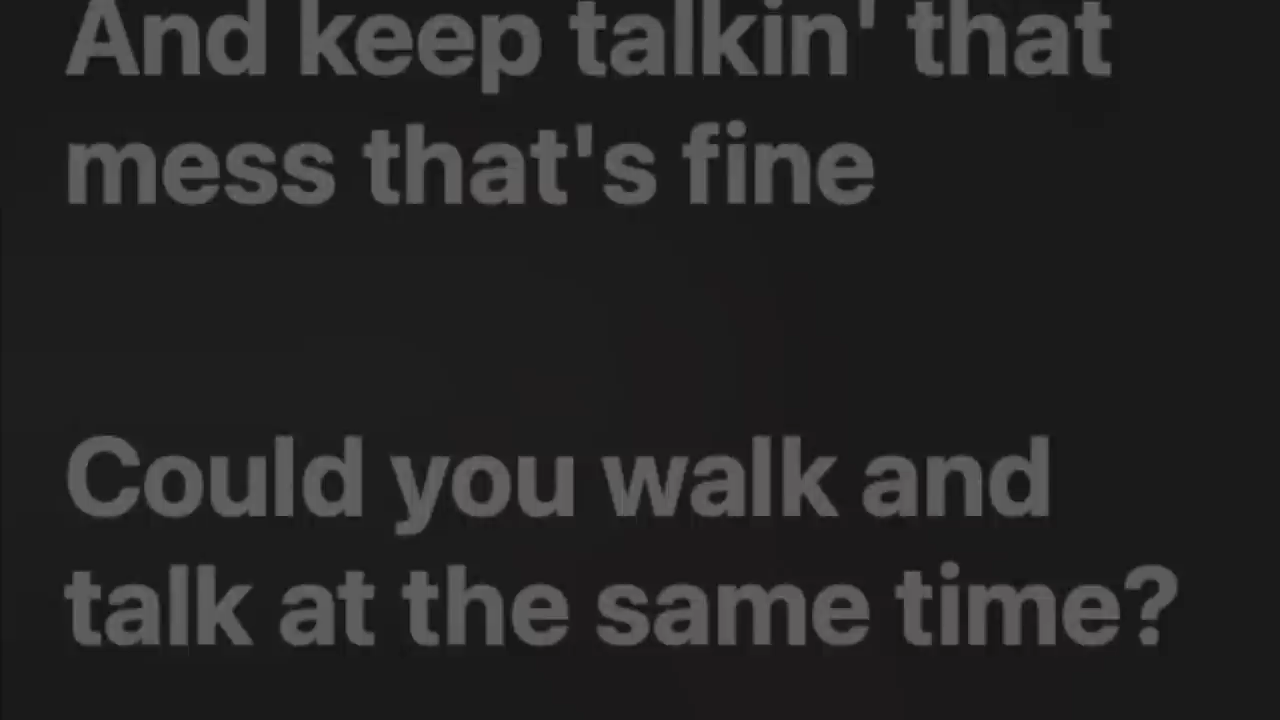 And keep talkin' that
mess that's fine
Could you walk and
talk at the same time?